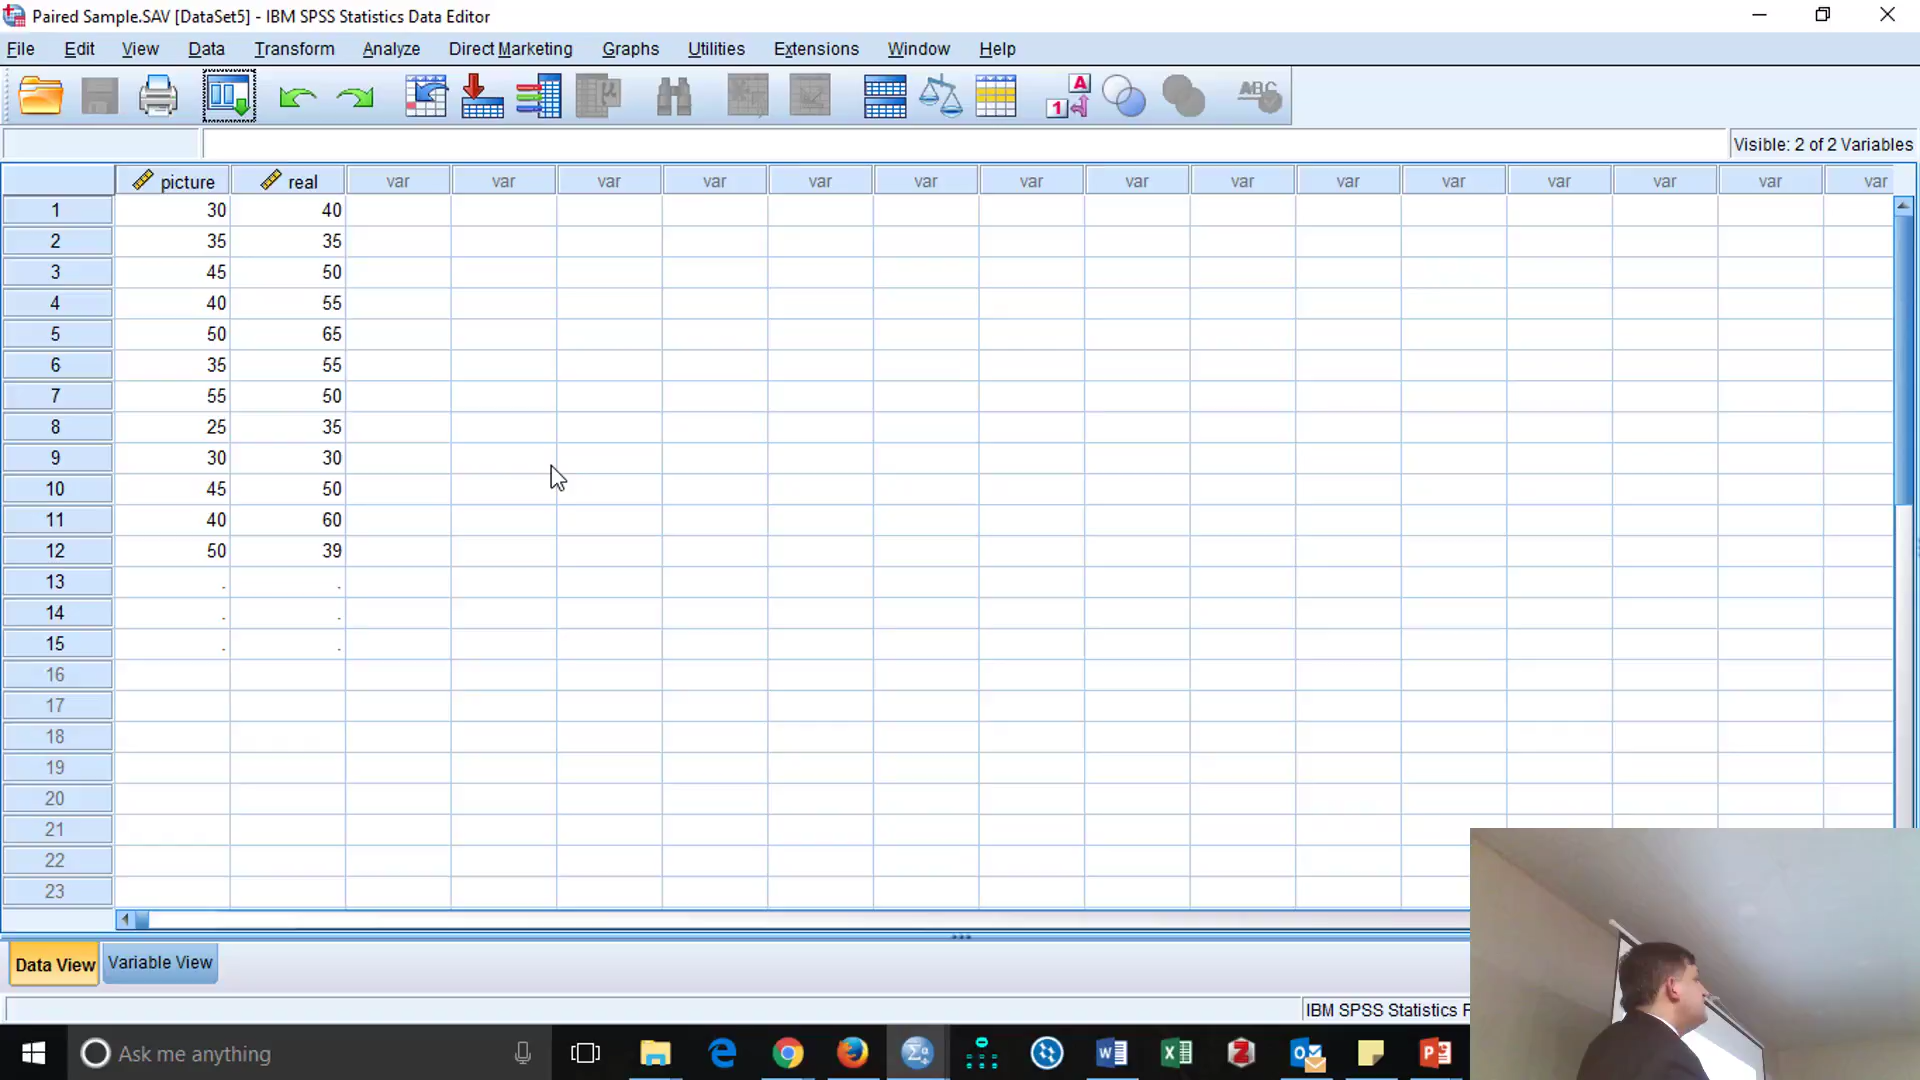 Paired Sample.SAV [DataSet5] - IBM SPSS Statistics Data Editor
File Edit View Data Transform Analyze Direct Marketing Graphs Utilities Extensions Window Help
A
1
ABC
Visible: 2 of 2 Variables
picture real var var var var var var var var var var var var var var var
1 30 40
2 35 35
3 45 50
4 40 55
5 50 65
6 35 55
7 55 50
8 25 35
9 30 30
10 45 50
11 40 60
12 50 39
13 . .
14 . .
15 . .
16
17
18
19
20
21
22
23
Data View Variable View
IBM SPSS Statistics P
Ask me anything